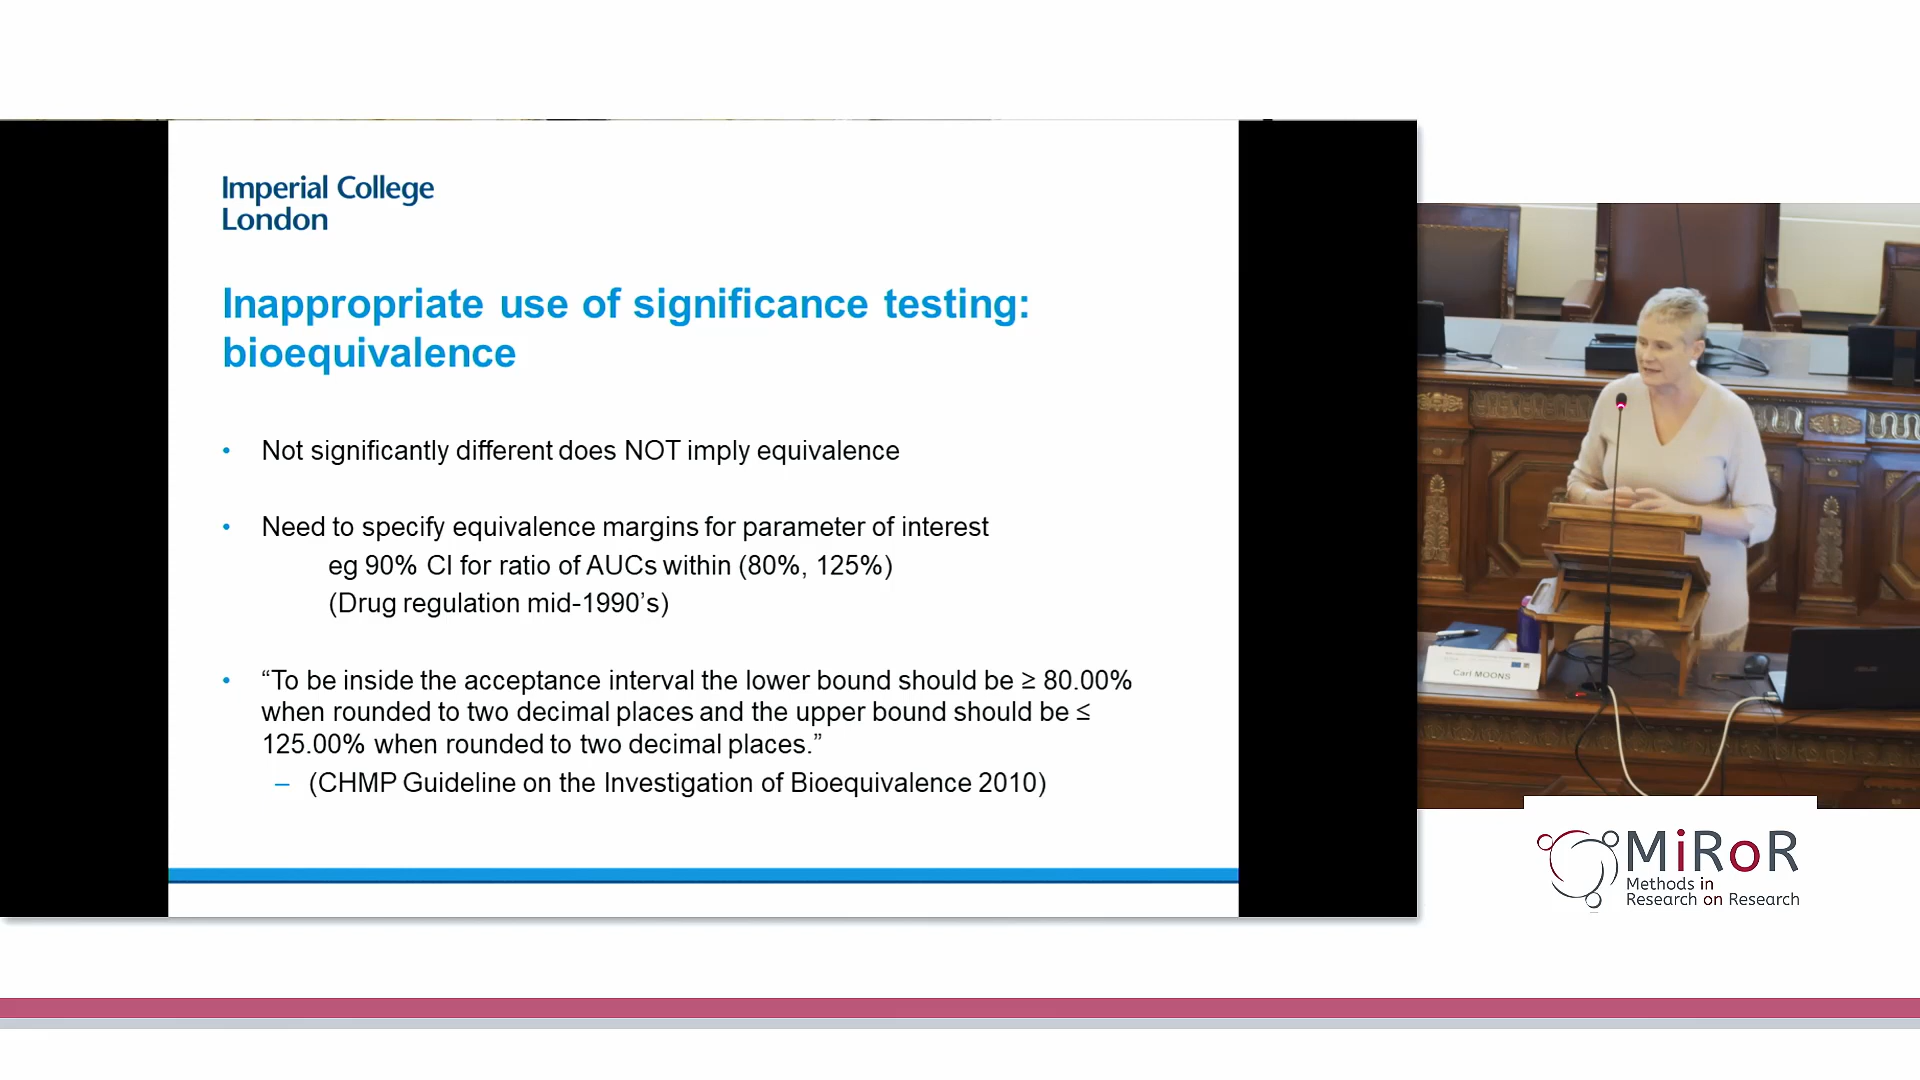 Imperial College
London
Inappropriate use of significance testing:
bioequivalence
• Not significantly different does NOT imply equivalence
• Need to specify equivalence margins for parameter of interest
eg 90% CI for ratio of AUCs within (80%, 125%)
(Drug regulation mid-1990’s)
• “To be inside the acceptance interval the lower bound should be ≥ 80.00%
when rounded to two decimal places and the upper bound should be ≤
125.00% when rounded to two decimal places.”
– (CHMP Guideline on the Investigation of Bioequivalence 2010)
Carl MOONS
MiRoR
Methods in
Research on Research